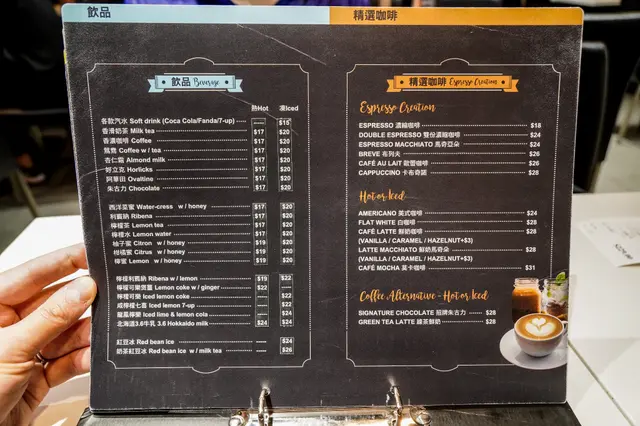 飲品
精選咖啡
飲品 Beverage
熱Hot 凍Iced
各款汽水 Soft drink (Coca Cola/Fanda/7-up) ---- $15
香滑奶茶 Milk tea $17 $20
香濃咖啡 Coffee $17 $20
鴛鴦 Coffee w / tea $17 $20
杏仁霜 Almond milk $17 $20
好立克 Horlicks $17 $20
阿華田 Ovaltine $17 $20
朱古力 Chocolate $17 $20
西洋菜蜜 Water-cress w / honey $17 $20
利賓納 Ribena $17 $20
檸檬茶 Lemon tea $17 $20
檸檬水 Lemon water $17 $20
柚子蜜 Citron w / honey $19 $20
柑橘蜜 Citrus w / honey $19 $20
檸蜜 Lemon w / honey $19 $20
檸檬利賓納 Ribena w / lemon $19 $22
檸檬可樂煲薑 Lemon coke w / ginger $22 ----
檸檬可樂 Iced lemon coke ---- $22
咸檸檬七喜 Iced lemon 7-up ---- $22
龍鳳檸樂 Iced lime & lemon cola ---- $24
北海道3.6牛乳 3.6 Hokkaido milk $24 $24
紅豆冰 Red bean ice ---- $24
奶茶紅豆冰 Red bean ice w / milk tea ---- $26
精選咖啡 Espresso Creation
Espresso Creation
ESPRESSO 濃縮咖啡 $18
DOUBLE ESPRESSO 雙份濃縮咖啡 $24
ESPRESSO MACCHIATO 馬奇亞朵 $24
BREVE 布列夫 $26
CAFÉ AU LAIT 歐蕾咖啡 $26
CAPPUCCINO 卡布奇諾 $28
Hot or Iced
AMERICANO 美式咖啡 $24
FLAT WHITE 白咖啡 $28
CAFÉ LATTE 鮮奶咖啡 $28
(VANILLA / CARAMEL / HAZELNUT+$3)
LATTE MACCHIATO 鮮奶馬奇朵 $28
(VANILLA / CARAMEL / HAZELNUT+$3)
CAFÉ MOCHA 莫卡咖啡 $31
Coffee Alternative - Hot or Iced
SIGNATURE CHOCOLATE 招牌朱古力 $28
GREEN TEA LATTE 綠茶鮮奶 $28